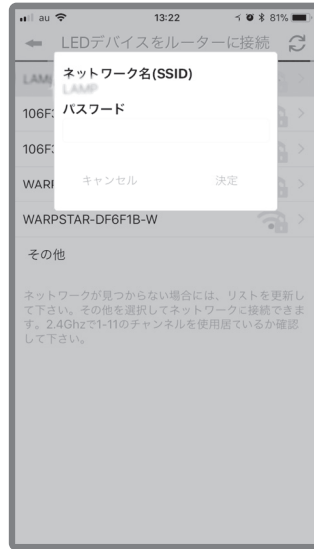 au 13:22 81%
LEDデバイスをルーターに接続
ネットワーク名(SSID)
LAMP
パスワード
106F
106F
WARP
キャンセル 決定
WARPSTAR-DF6F1B-W
その他
ネットワークが見つからない場合には、リストを更新し
て下さい。その他を選択してネットワークに接続できま
す。2.4Ghzで1-11のチャンネルを使用居ているか確認
して下さい。